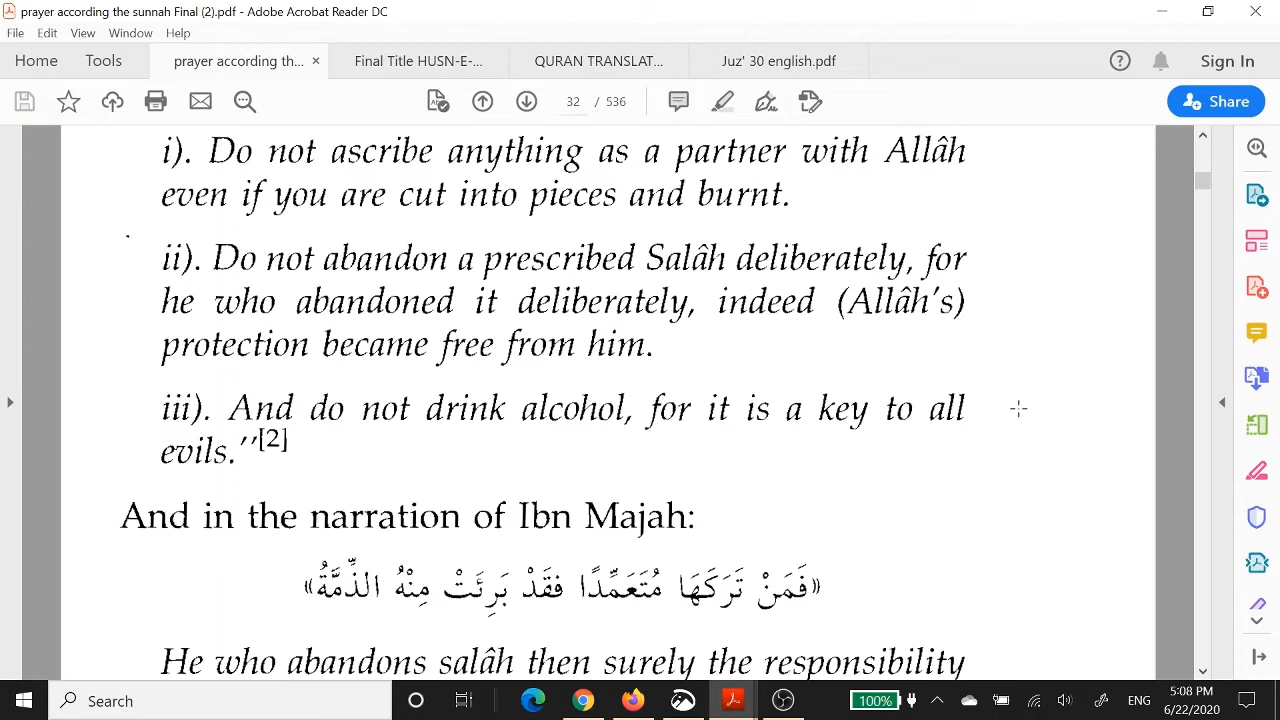 prayer according the sunnah Final (2).pdf - Adobe Acrobat Reader DC
File Edit View Window Help
Home Tools prayer according th... × Final Title HUSN-E-... QURAN TRANSLAT... Juz' 30 english.pdf Sign In
32 / 536 Share
i). Do not ascribe anything as a partner with Allâh
even if you are cut into pieces and burnt.
ii). Do not abandon a prescribed Salâh deliberately, for
he who abandoned it deliberately, indeed (Allâh's)
protection became free from him.
iii). And do not drink alcohol, for it is a key to all
evils.''[2]
And in the narration of Ibn Majah:
«فَمَنْ تَرَكَهَا مُتَعَمِّدًا فَقَدْ بَرِئَتْ مِنْهُ الذِّمَّةُ»
He who abandons salâh then surely the responsibility
Search 100% ENG 5:08 PM
6/22/2020